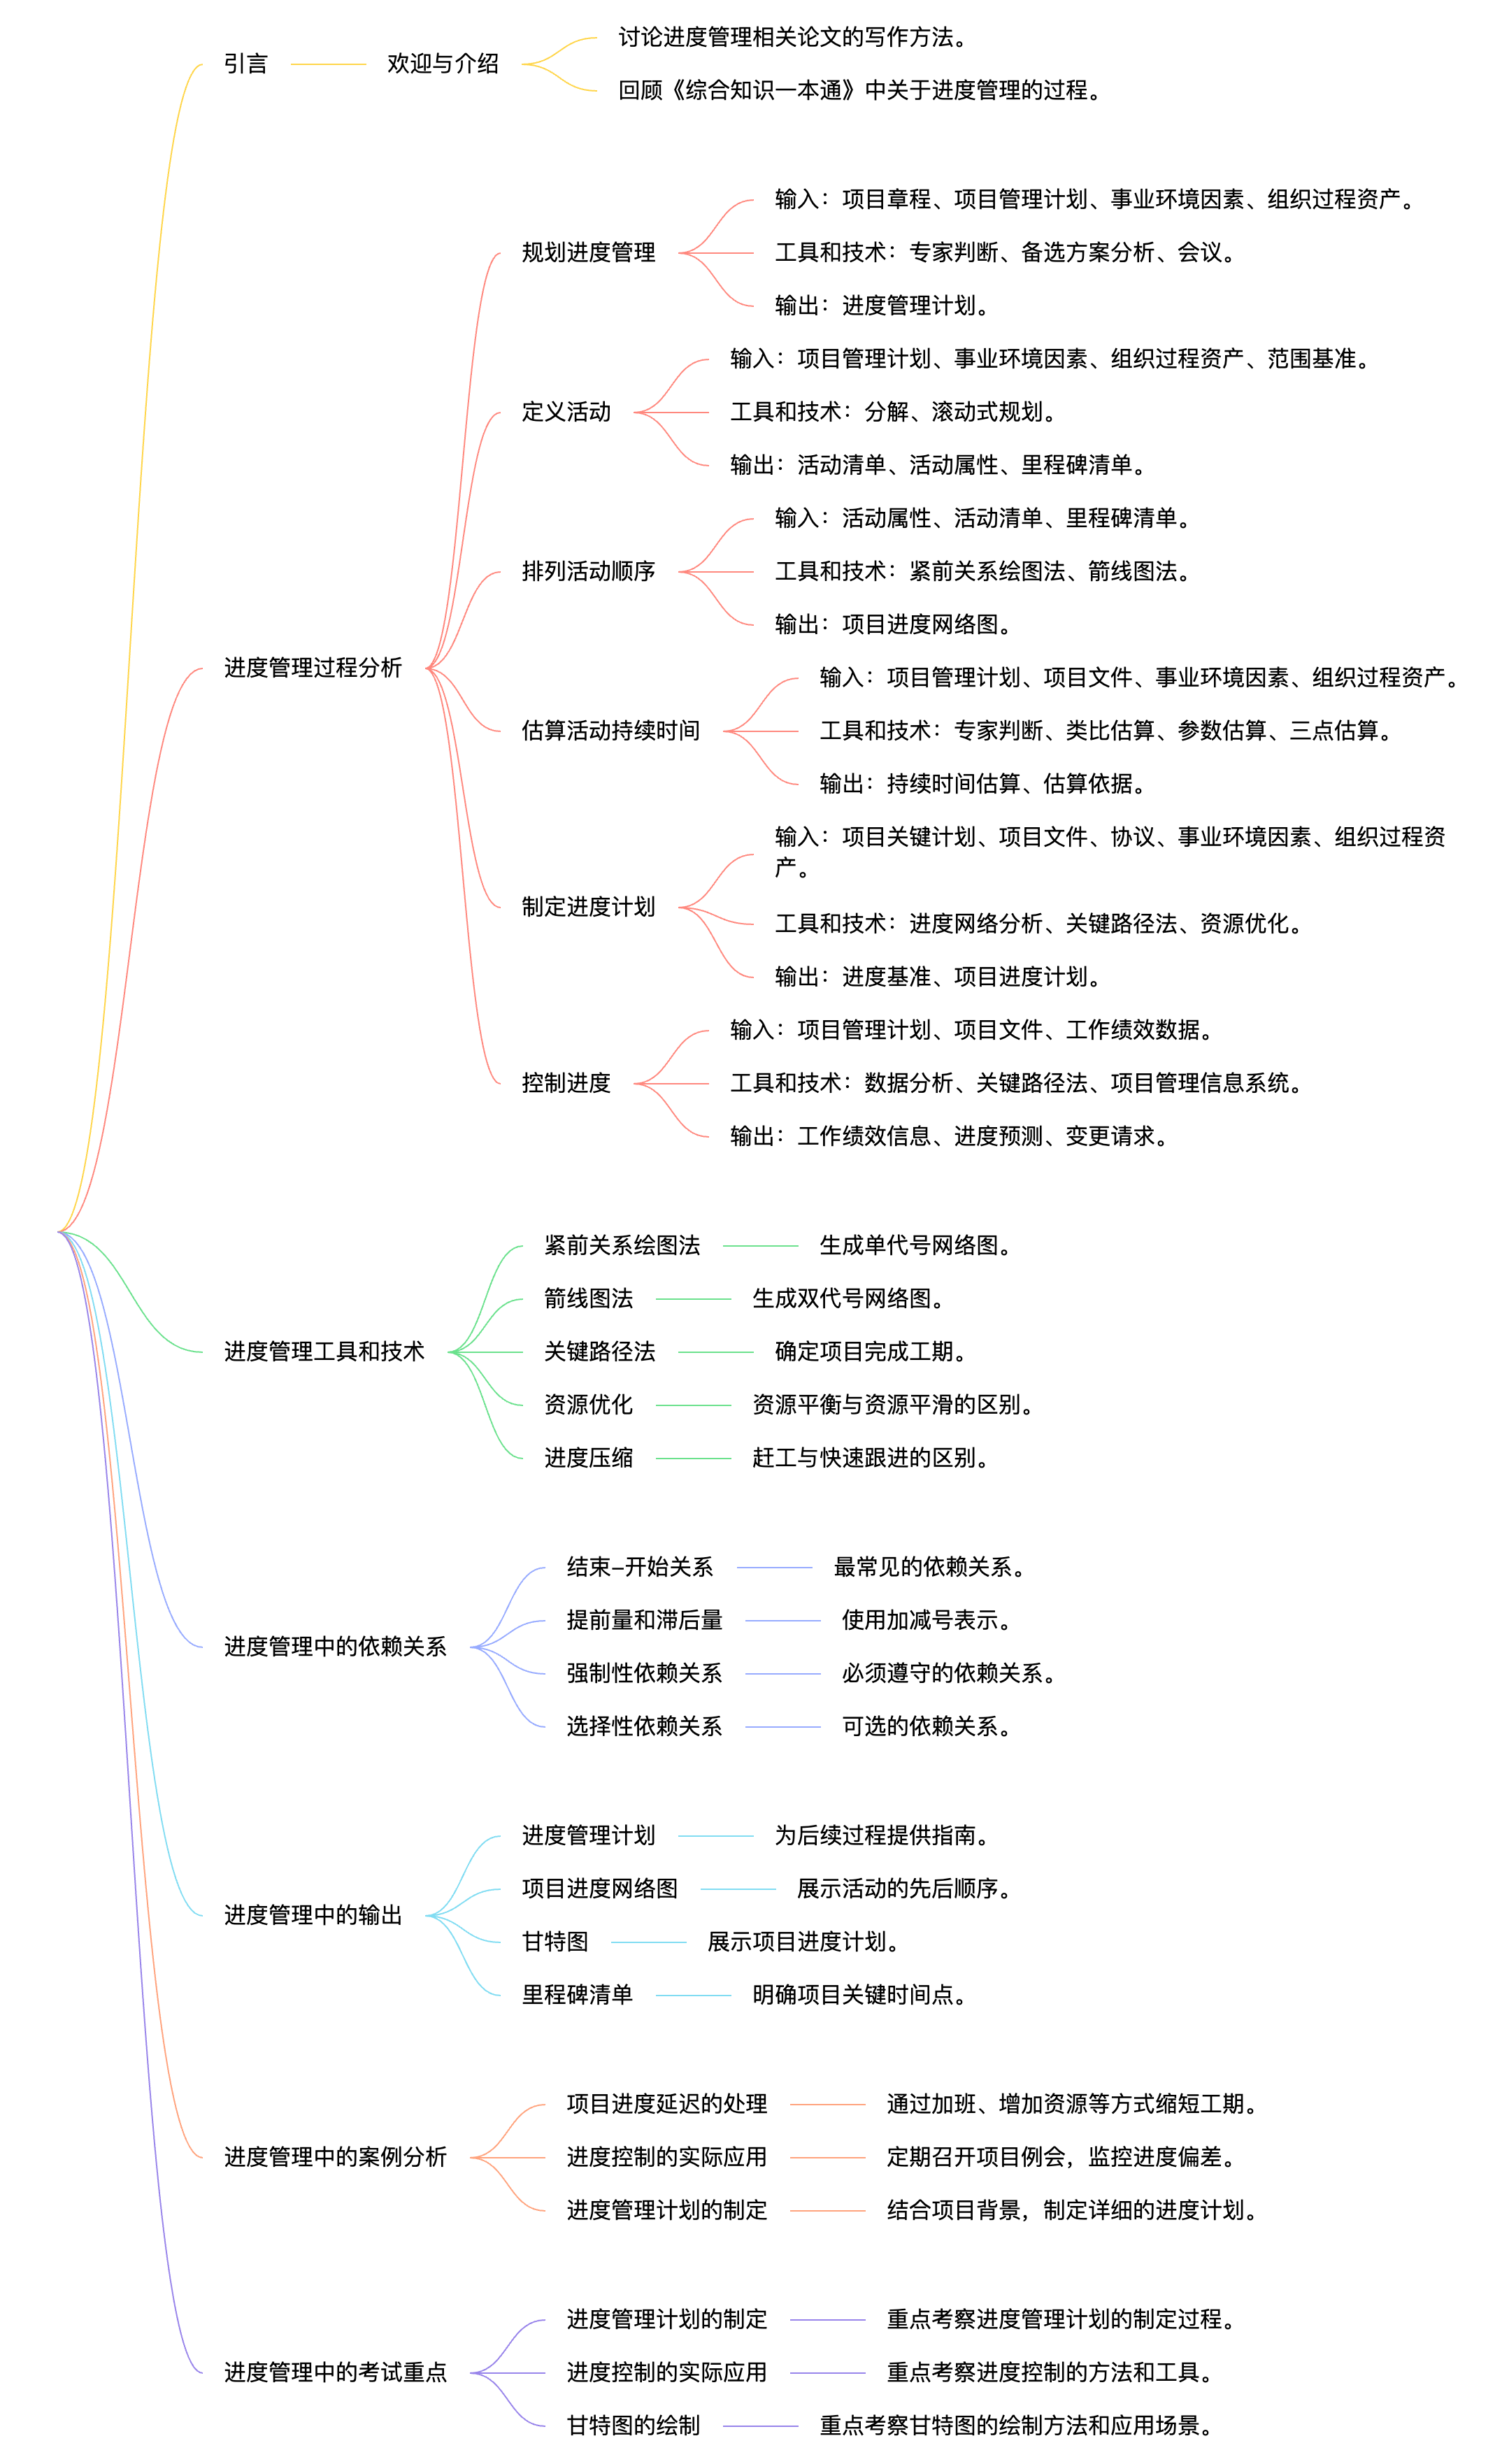 引言
欢迎与介绍
讨论进度管理相关论文的写作方法。
回顾《综合知识一本通》中关于进度管理的过程。
进度管理过程分析
规划进度管理
输入：项目章程、项目管理计划、事业环境因素、组织过程资产。
工具和技术：专家判断、备选方案分析、会议。
输出：进度管理计划。
定义活动
输入：项目管理计划、事业环境因素、组织过程资产、范围基准。
工具和技术：分解、滚动式规划。
输出：活动清单、活动属性、里程碑清单。
排列活动顺序
输入：活动属性、活动清单、里程碑清单。
工具和技术：紧前关系绘图法、箭线图法。
输出：项目进度网络图。
估算活动持续时间
输入：项目管理计划、项目文件、事业环境因素、组织过程资产。
工具和技术：专家判断、类比估算、参数估算、三点估算。
输出：持续时间估算、估算依据。
制定进度计划
输入：项目关键计划、项目文件、协议、事业环境因素、组织过程资
产。
工具和技术：进度网络分析、关键路径法、资源优化。
输出：进度基准、项目进度计划。
控制进度
输入：项目管理计划、项目文件、工作绩效数据。
工具和技术：数据分析、关键路径法、项目管理信息系统。
输出：工作绩效信息、进度预测、变更请求。
进度管理工具和技术
紧前关系绘图法
生成单代号网络图。
箭线图法
生成双代号网络图。
关键路径法
确定项目完成工期。
资源优化
资源平衡与资源平滑的区别。
进度压缩
赶工与快速跟进的区别。
进度管理中的依赖关系
结束-开始关系
最常见的依赖关系。
提前量和滞后量
使用加减号表示。
强制性依赖关系
必须遵守的依赖关系。
选择性依赖关系
可选的依赖关系。
进度管理中的输出
进度管理计划
为后续过程提供指南。
项目进度网络图
展示活动的先后顺序。
甘特图
展示项目进度计划。
里程碑清单
明确项目关键时间点。
进度管理中的案例分析
项目进度延迟的处理
通过加班、增加资源等方式缩短工期。
进度控制的实际应用
定期召开项目例会，监控进度偏差。
进度管理计划的制定
结合项目背景，制定详细的进度计划。
进度管理中的考试重点
进度管理计划的制定
重点考察进度管理计划的制定过程。
进度控制的实际应用
重点考察进度控制的方法和工具。
甘特图的绘制
重点考察甘特图的绘制方法和应用场景。